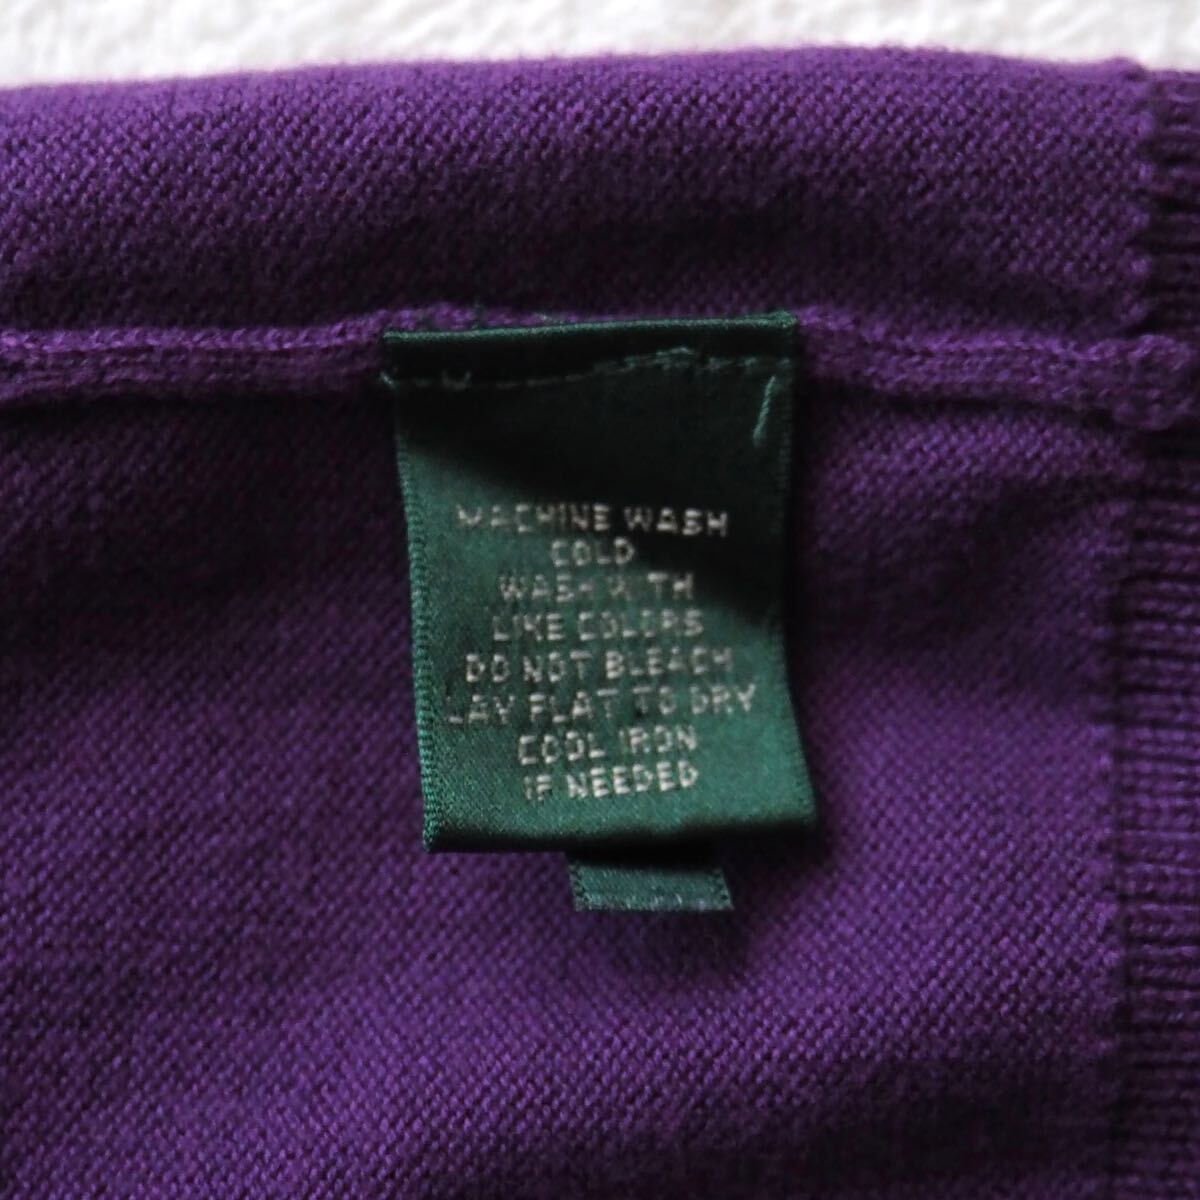 MACHINE WASH
COLD
WASH WITH
LIKE COLORS
DO NOT BLEACH
LAY FLAT TO DRY
COOL IRON
IF NEEDED